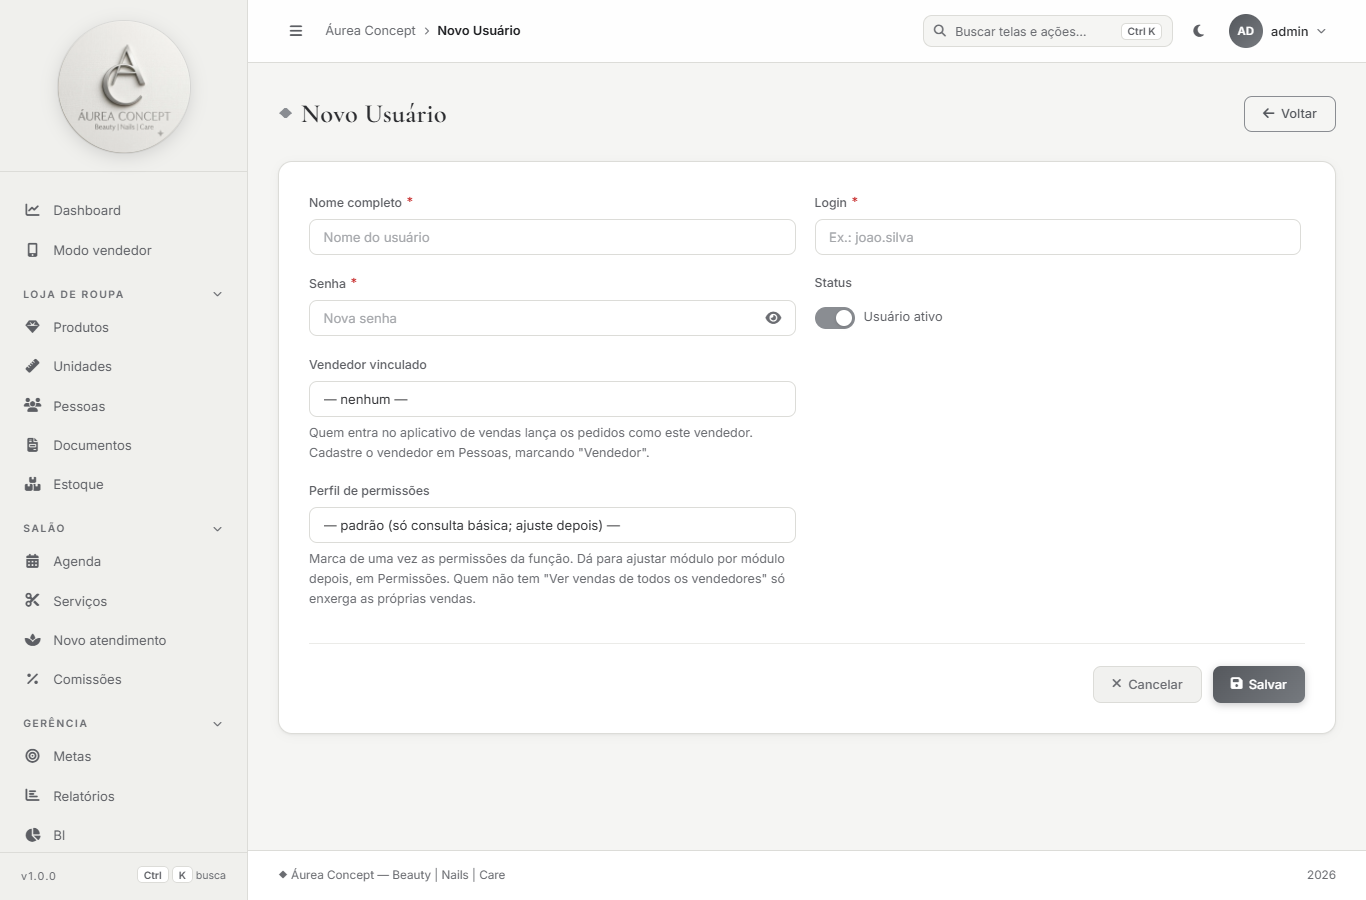 ÁUREA CONCEPT
Beauty | Nails | Care
Dashboard
Modo vendedor
LOJA DE ROUPA
Produtos
Unidades
Pessoas
Documentos
Estoque
SALÃO
Agenda
Serviços
Novo atendimento
Comissões
GERÊNCIA
Metas
Relatórios
BI
v1.0.0
Ctrl K busca
Áurea Concept › Novo Usuário
Buscar telas e ações... Ctrl K
AD admin
Novo Usuário
Voltar
Nome completo *
Nome do usuário
Login *
Ex.: joao.silva
Senha *
Nova senha
Status
Usuário ativo
Vendedor vinculado
— nenhum —
Quem entra no aplicativo de vendas lança os pedidos como este vendedor.
Cadastre o vendedor em Pessoas, marcando "Vendedor".
Perfil de permissões
— padrão (só consulta básica; ajuste depois) —
Marca de uma vez as permissões da função. Dá para ajustar módulo por módulo
depois, em Permissões. Quem não tem "Ver vendas de todos os vendedores" só
enxerga as próprias vendas.
Cancelar
Salvar
Áurea Concept — Beauty | Nails | Care
2026